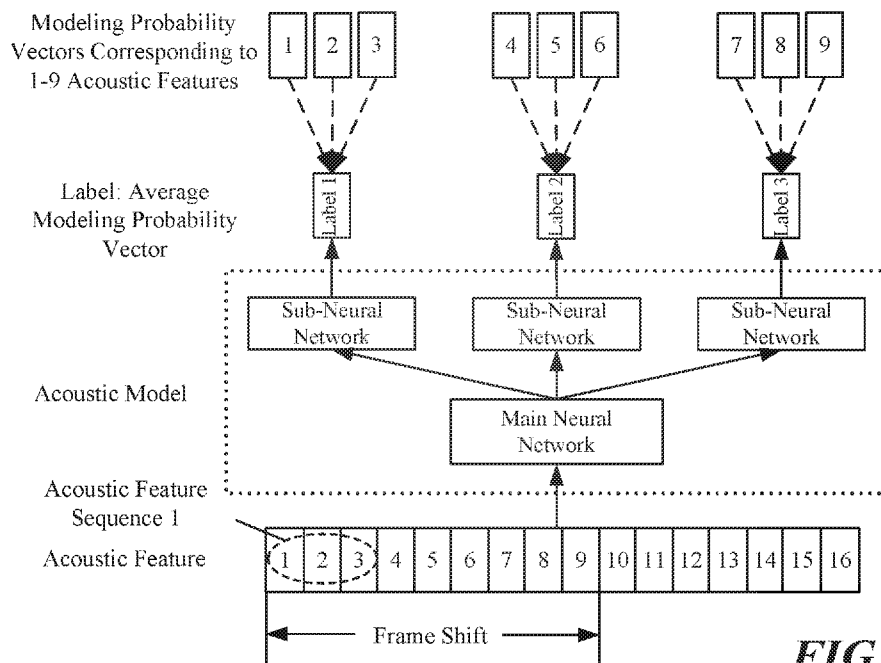 Modeling Probability
Vectors Corresponding to
1-9 Acoustic Features
1 2 3 4 5 6 7 8 9
Label: Average
Modeling Probability
Vector
Label 1
Label 2
Label 3
Sub-Neural
Network
Sub-Neural
Network
Sub-Neural
Network
Acoustic Model
Main Neural
Network
Acoustic Feature
Sequence 1
Acoustic Feature
1 2 3 4 5 6 7 8 9 10 11 12 13 14 15 16
Frame Shift
FIG